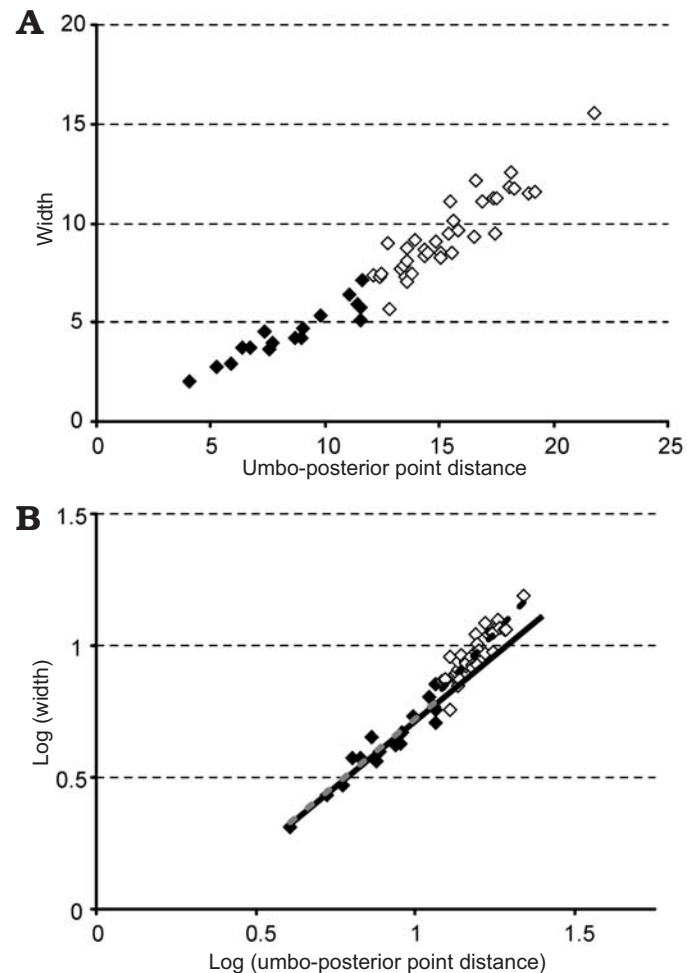 A
20
15
10
5
0
Width
0 5 10 15 20 25
Umbo-posterior point distance
B
1.5
1
0.5
0
Log (width)
0 0.5 1 1.5
Log (umbo-posterior point distance)